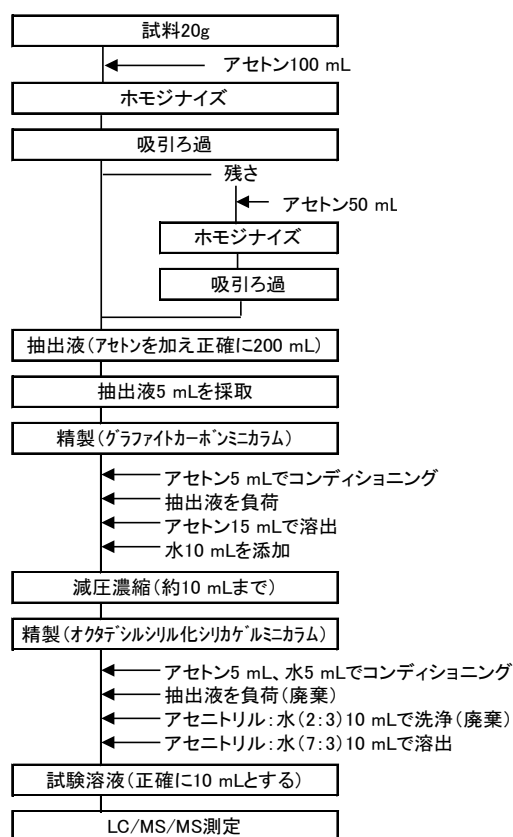 試料20g
アセトン100 mL
ホモジナイズ
吸引ろ過
残さ
アセトン50 mL
ホモジナイズ
吸引ろ過
抽出液(アセトンを加え正確に200 mL)
抽出液5 mLを採取
精製(グラファイトカーボンミニカラム)
アセトン5 mLでコンディショニング
抽出液を負荷
アセトン15 mLで溶出
水10 mLを添加
減圧濃縮(約10 mLまで)
精製(オクタデシルシリル化シリカゲルミニカラム)
アセトン5 mL、水5 mLでコンディショニング
抽出液を負荷(廃棄)
アセニトリル:水(2:3)10 mLで洗浄(廃棄)
アセニトリル:水(7:3)10 mLで溶出
試験溶液(正確に10 mLとする)
LC/MS/MS測定